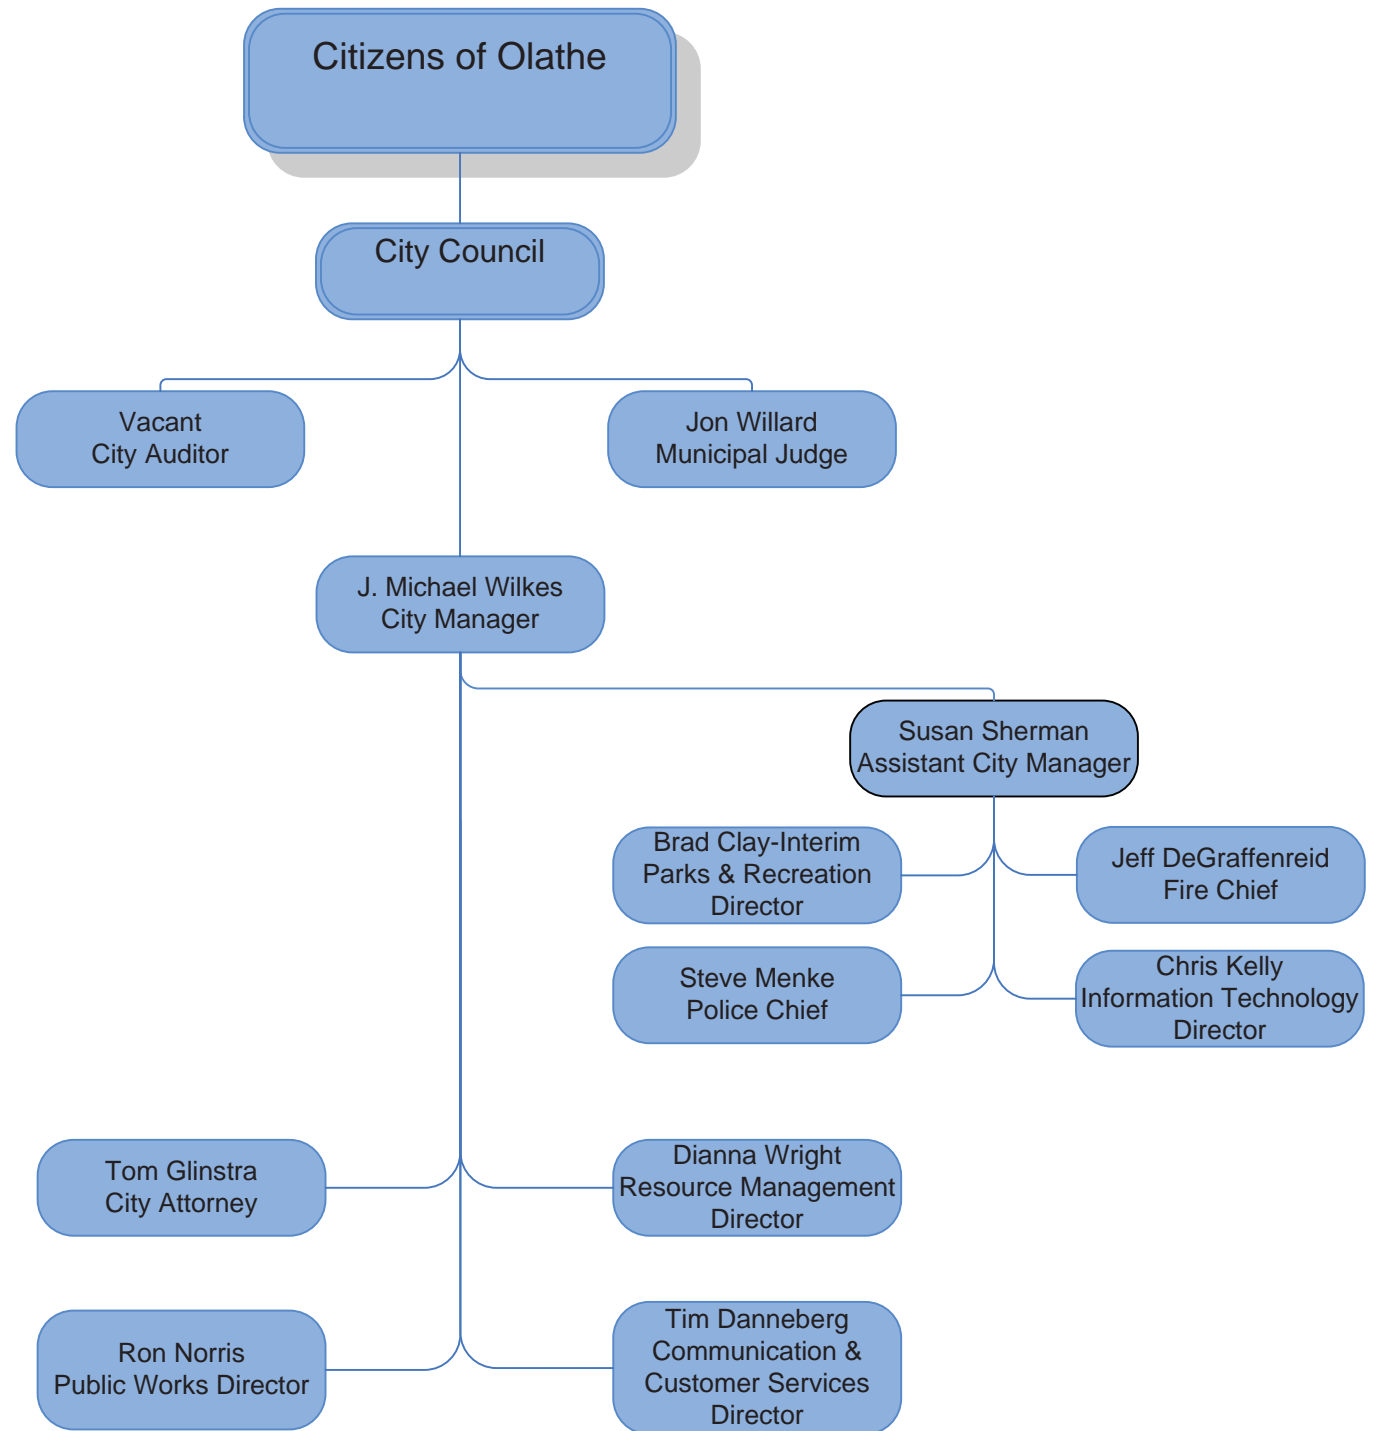 Citizens of Olathe
City Council
Vacant
City Auditor
Jon Willard
Municipal Judge
J. Michael Wilkes
City Manager
Susan Sherman
Assistant City Manager
Brad Clay-Interim
Parks & Recreation
Director
Jeff DeGraffenreid
Fire Chief
Steve Menke
Police Chief
Chris Kelly
Information Technology
Director
Tom Glinstra
City Attorney
Dianna Wright
Resource Management
Director
Ron Norris
Public Works Director
Tim Danneberg
Communication &
Customer Services
Director